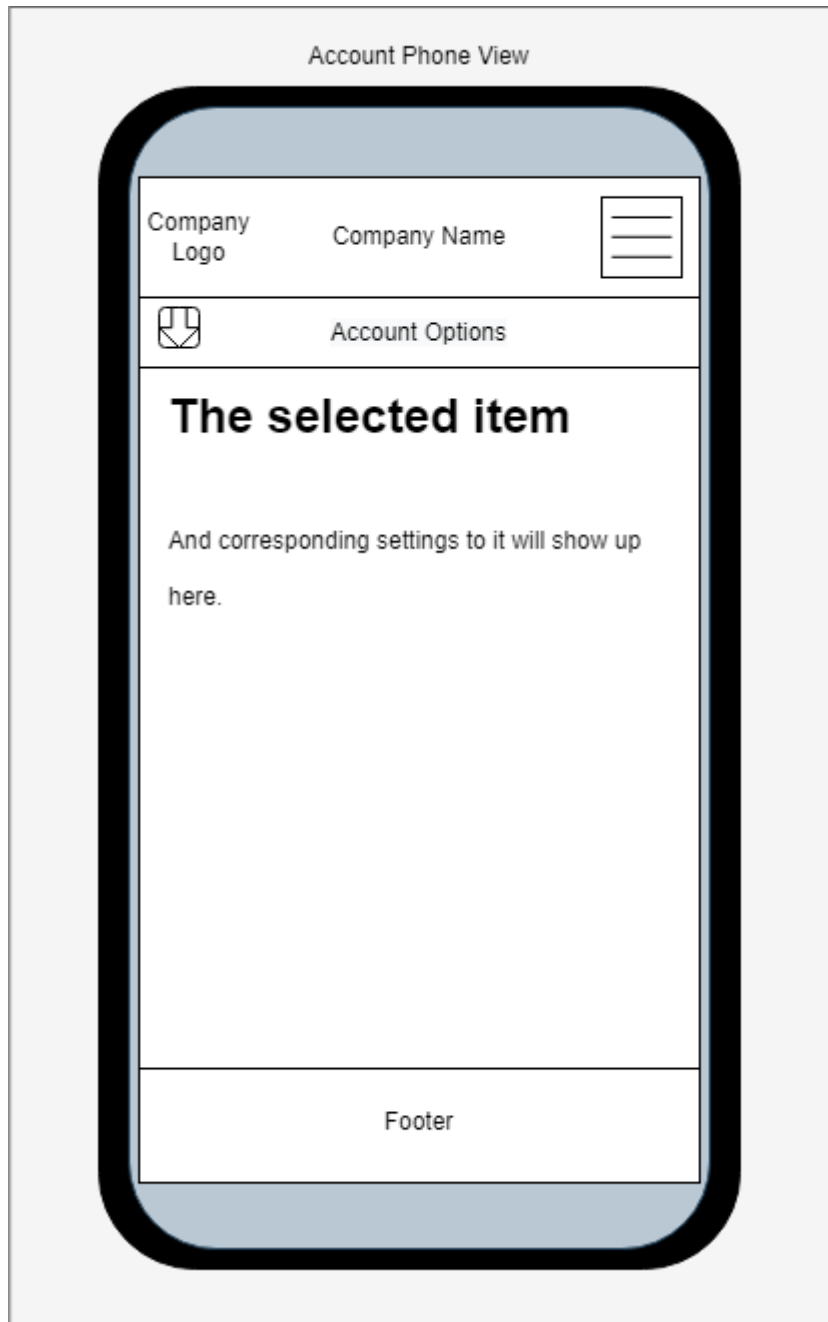 Account Phone View
Company
Logo
Company Name
Account Options
The selected item
And corresponding settings to it will show up
here.
Footer